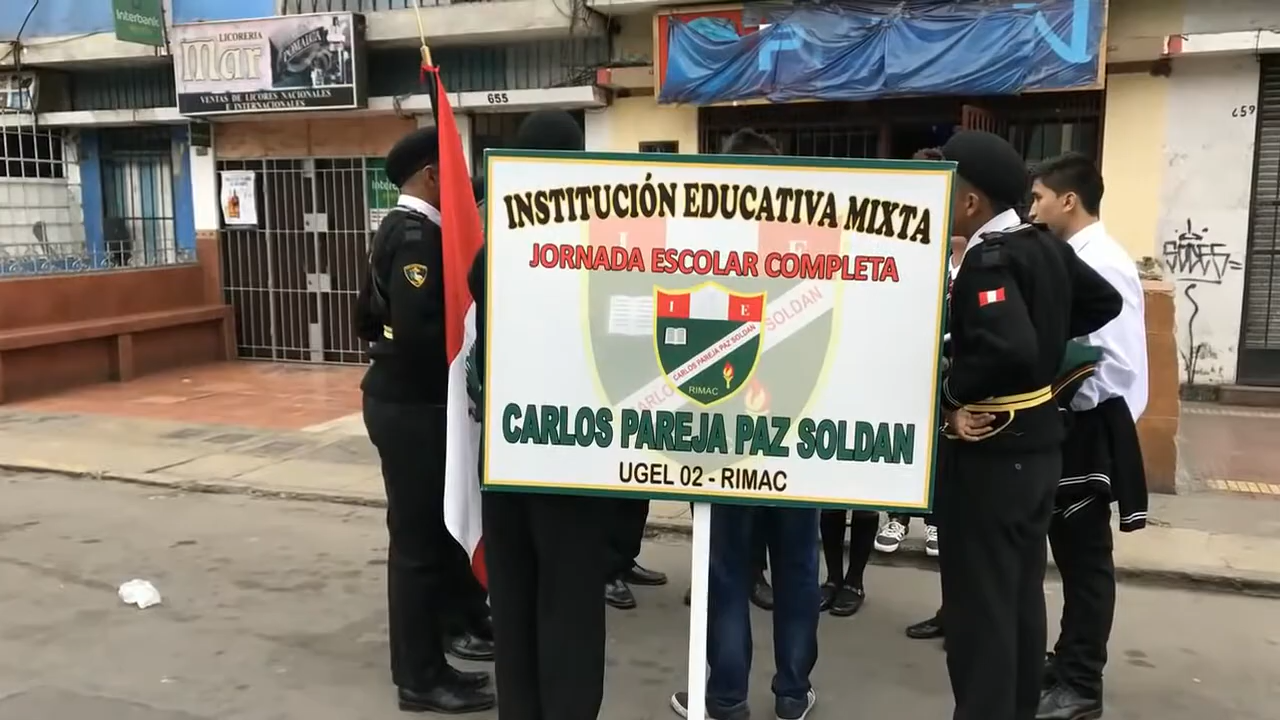 Interbank
LICORERIA
Mar
POMALCA
VENTAS DE LICORES NACIONALES
E INTERNACIONALES
655
659
INSTITUCIÓN EDUCATIVA MIXTA
JORNADA ESCOLAR COMPLETA
I E
CARLOS PAREJA PAZ SOLDAN
RIMAC
CARLOS PAREJA PAZ SOLDAN
UGEL 02 - RIMAC